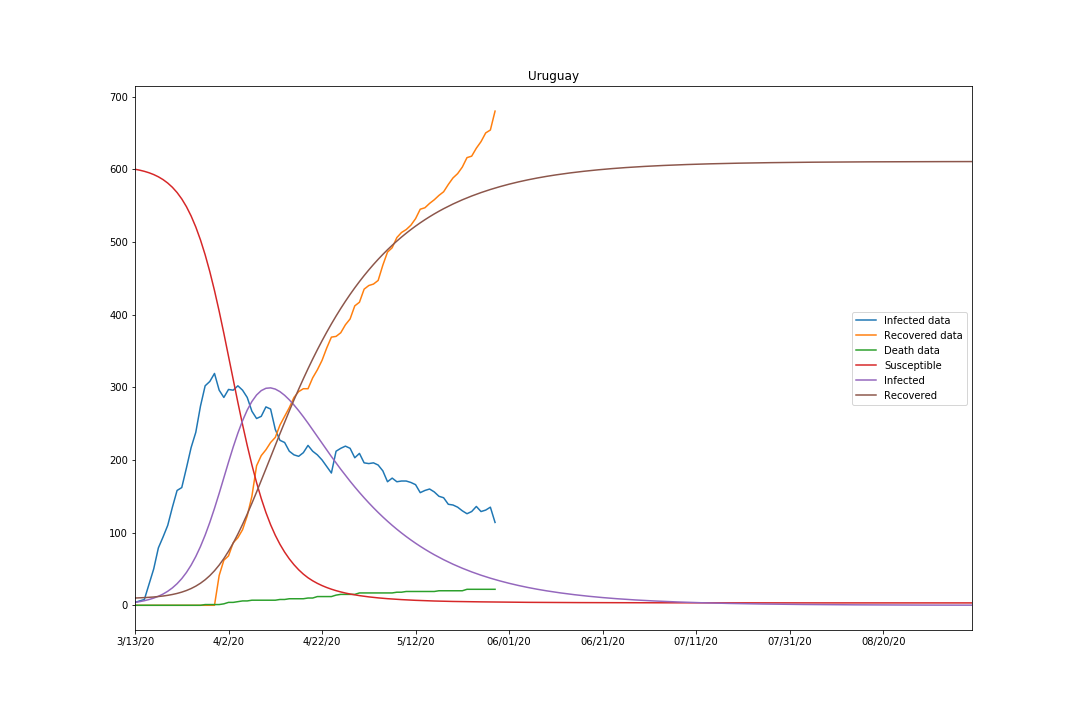 Uruguay
700
600
500
400
300
200
100
0
Infected data
Recovered data
Death data
Susceptible
Infected
Recovered
3/13/20 4/2/20 4/22/20 5/12/20 06/01/20 06/21/20 07/11/20 07/31/20 08/20/20